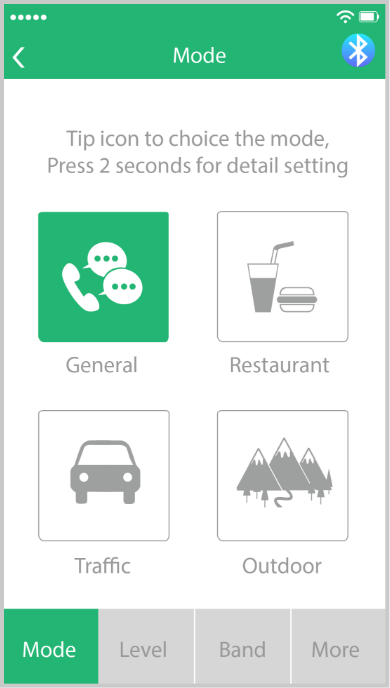 Mode
Tip icon to choice the mode,
Press 2 seconds for detail setting
General
Restaurant
Traffic
Outdoor
Mode
Level
Band
More